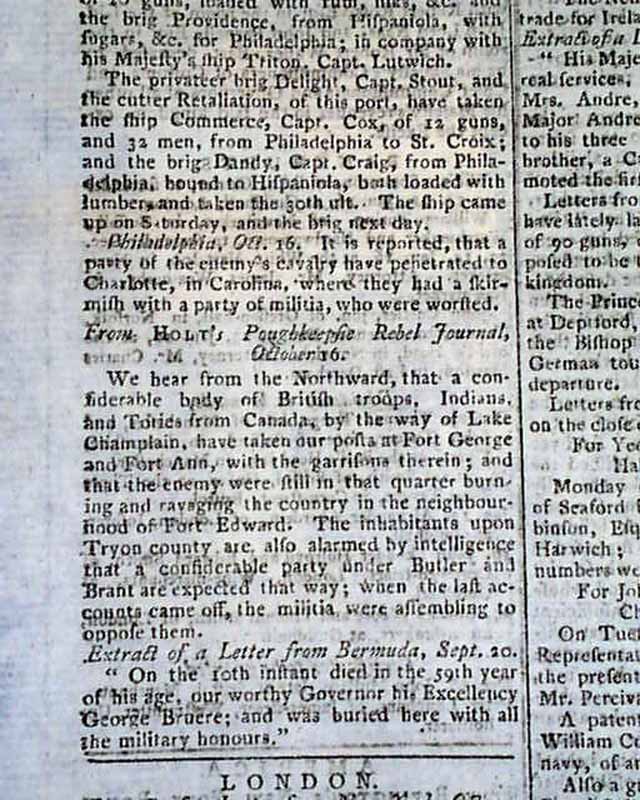 of 20 guns, loaded with rum, &c. and
the brig Providence, from Hiſpaniola, with
ſugars, &c. for Philadelphia; in company with
his Majeſty's ſhip Triton. Capt. Lutwich.
The privateer brig Delight, Capt. Stout, and
the cutter Retaliation, of this port, have taken
the ſhip Commerce, Capt. Cox, of 12 guns,
and 32 men, from Philadelphia to St. Croix;
and the brig Dandy, Capt. Craig, from Phila-
delphia, bound to Hiſpaniola, both loaded with
lumber, and taken the 30th ult. The ſhip came
up on Saturday, and the brig next day.
Philadelphia, Oct. 16. It is reported, that a
party of the enemy's cavalry have penetrated to
Charlotte, in Carolina, where they had a ſkir-
miſh with a party of militia, who were worſted.
From HOLT's Poughkeepſie Rebel Journal,
October 16.
We hear from the Northward, that a con-
ſiderable body of Britiſh troops, Indians,
and Tories from Canada, by the way of Lake
Champlain, have taken our poſts at Fort George
and Fort Ann, with the garriſons therein; and
that the enemy were ſtill in that quarter burn-
ing and ravaging the country in the neighbour-
hood of Fort Edward. The inhabitants upon
Tryon county are alſo alarmed by intelligence
that a conſiderable party under Butler and
Brant are expected that way; when the laſt ac-
counts came off, the militia were aſſembling to
oppoſe them.
Extract of a Letter from Bermuda, Sept. 20.
" On the 10th inſtant died in the 59th year
of his age, our worthy Governor his Excellency
George Bruere; and was buried here with all
the military honours."
LONDON.
trade for Irela
Extract of a L
" His Maje
real ſervices,
Mrs. Andre,
Major Andre
to his three
brother, a C
moted the firſ
Letters fro
have lately la
of 90 guns,
poſed to be
kingdom.
The Princ
at Deptford,
the Biſhop
German tou
departure.
Letters fro
on the cloſe
For Yo
Ha
Monday
of Seaford
binſon, Eſq
Harwich;
numbers we
For Jo
C
On Tueſ
Repreſenta
the preſent
Mr. Perciv
A patent
William Co
navy, of a
Alſo a g